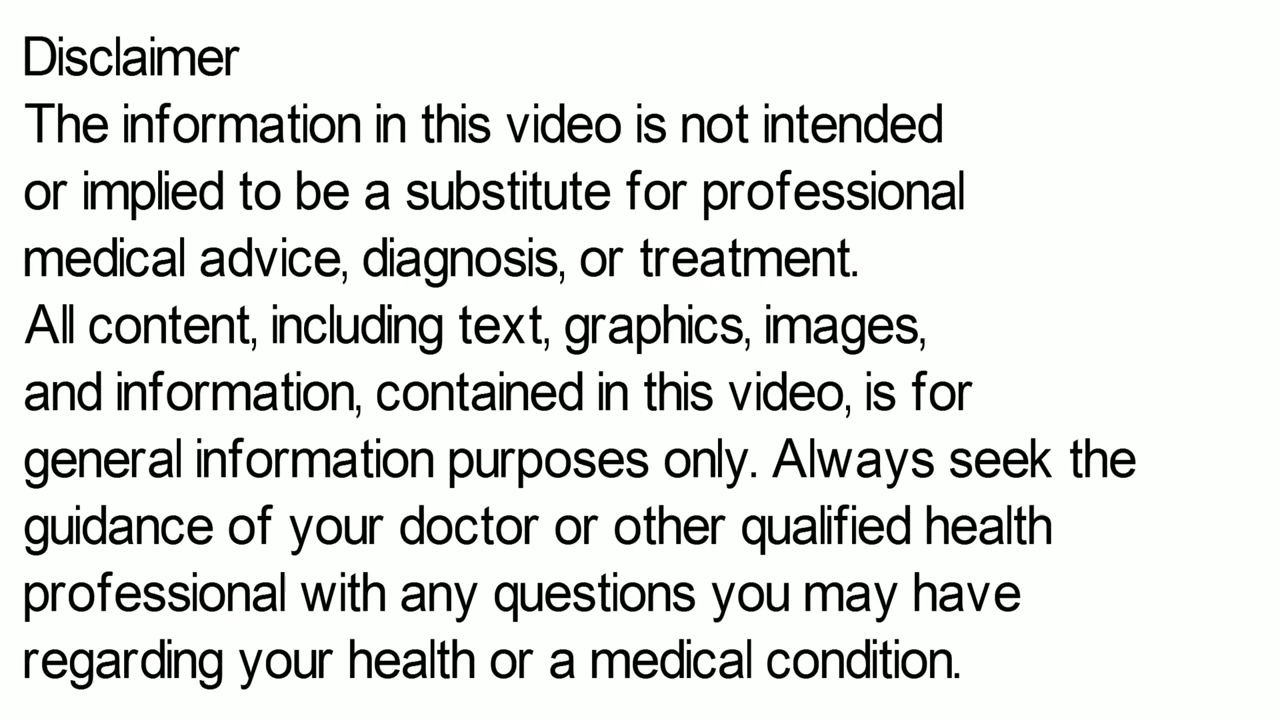 Disclaimer
The information in this video is not intended
or implied to be a substitute for professional
medical advice, diagnosis, or treatment.
All content, including text, graphics, images,
and information, contained in this video, is for
general information purposes only. Always seek the
guidance of your doctor or other qualified health
professional with any questions you may have
regarding your health or a medical condition.